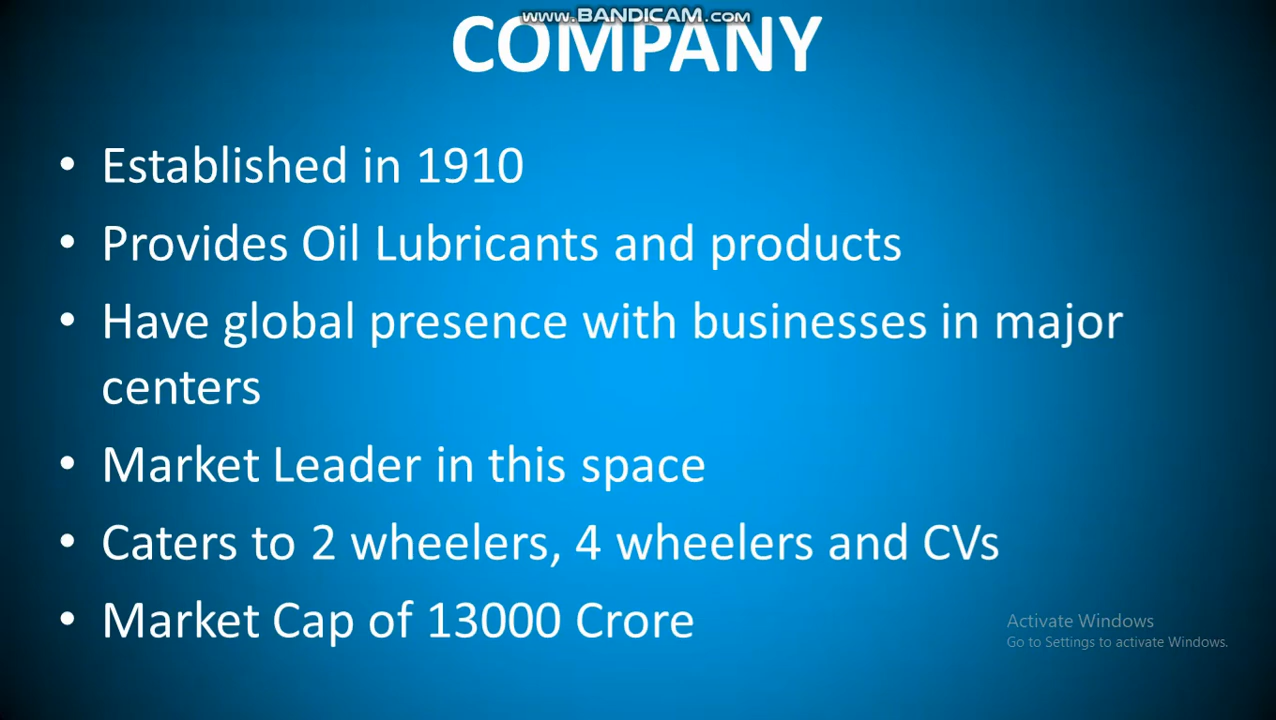 www.BANDICAM.com
COMPANY
• Established in 1910
• Provides Oil Lubricants and products
• Have global presence with businesses in major
centers
• Market Leader in this space
• Caters to 2 wheelers, 4 wheelers and CVs
• Market Cap of 13000 Crore
Activate Windows
Go to Settings to activate Windows.